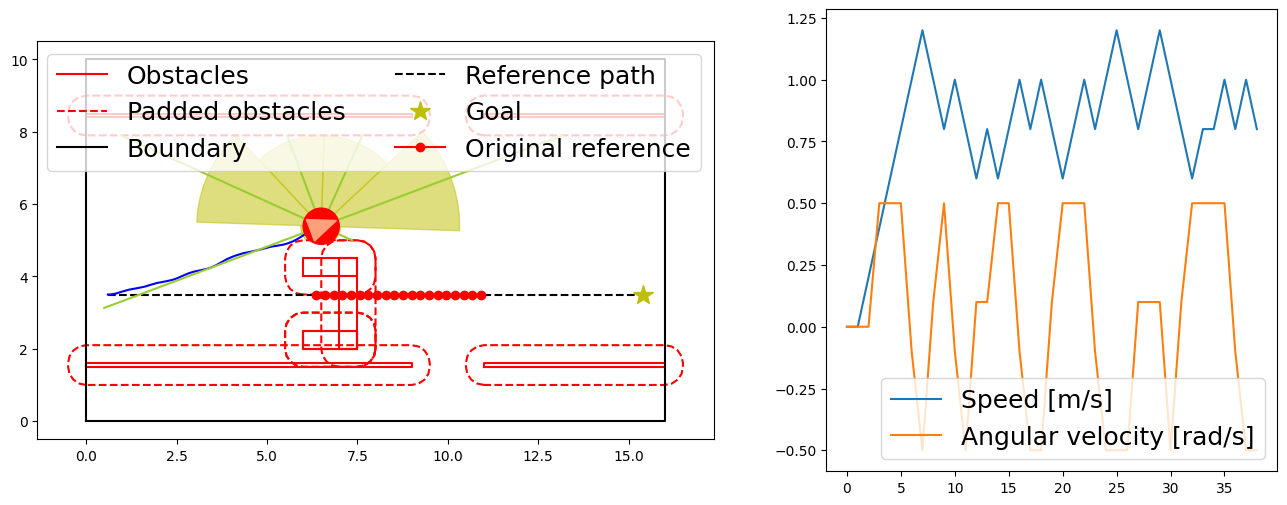 Obstacles
Padded obstacles
Boundary
Reference path
Goal
Original reference
10
8
6
4
2
0
0.0 2.5 5.0 7.5 10.0 12.5 15.0
1.25
1.00
0.75
0.50
0.25
0.00
−0.25
−0.50
Speed [m/s]
Angular velocity [rad/s]
0 5 10 15 20 25 30 35